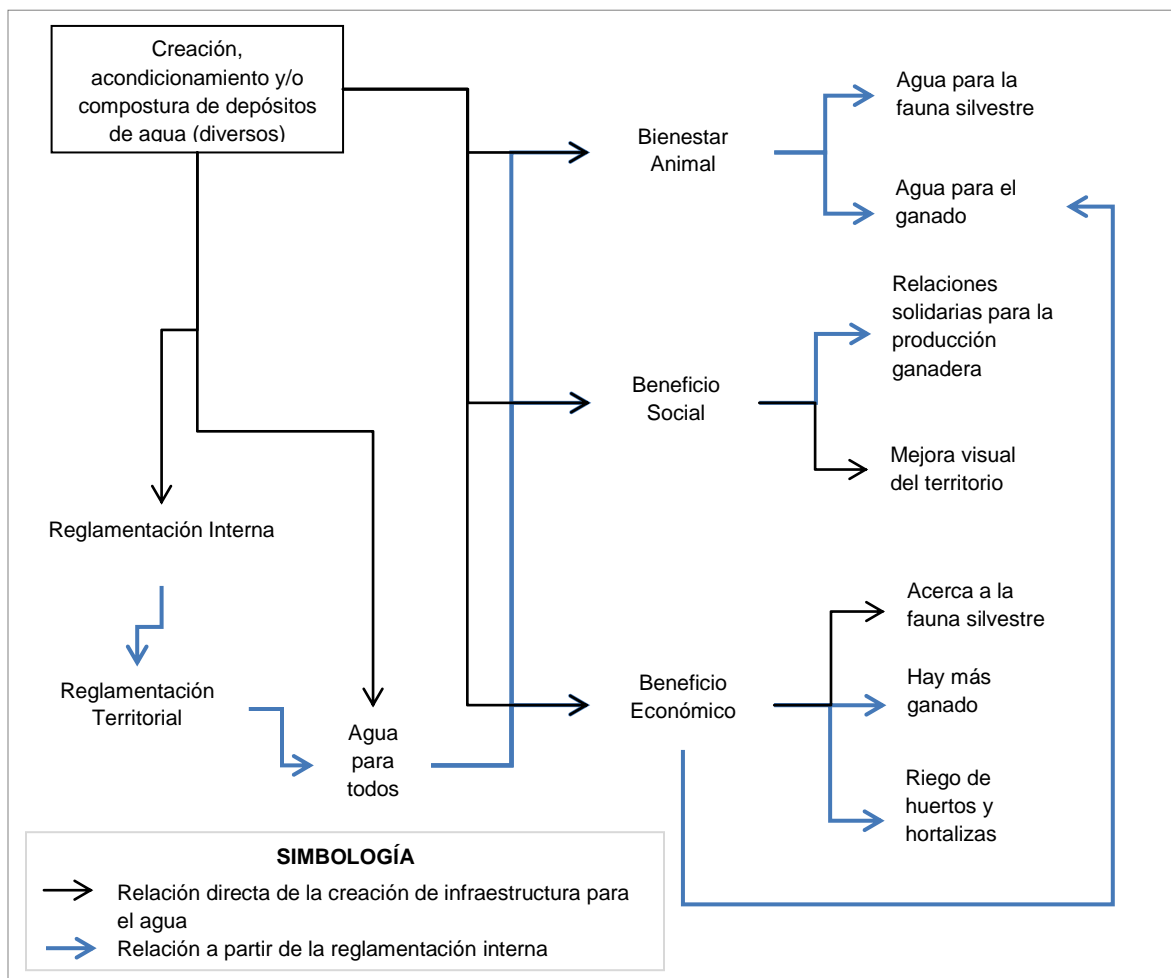 Creación,
acondicionamiento y/o
compostura de depósitos
de agua (diversos)
Bienestar
Animal
Agua para la
fauna silvestre
Agua para el
ganado
Relaciones
solidarias para la
producción
ganadera
Beneficio
Social
Mejora visual
del territorio
Reglamentación Interna
Reglamentación
Territorial
Agua
para
todos
Beneficio
Económico
Acerca a la
fauna silvestre
Hay más
ganado
Riego de
huertos y
hortalizas
SIMBOLOGÍA
Relación directa de la creación de infraestructura para
el agua
Relación a partir de la reglamentación interna